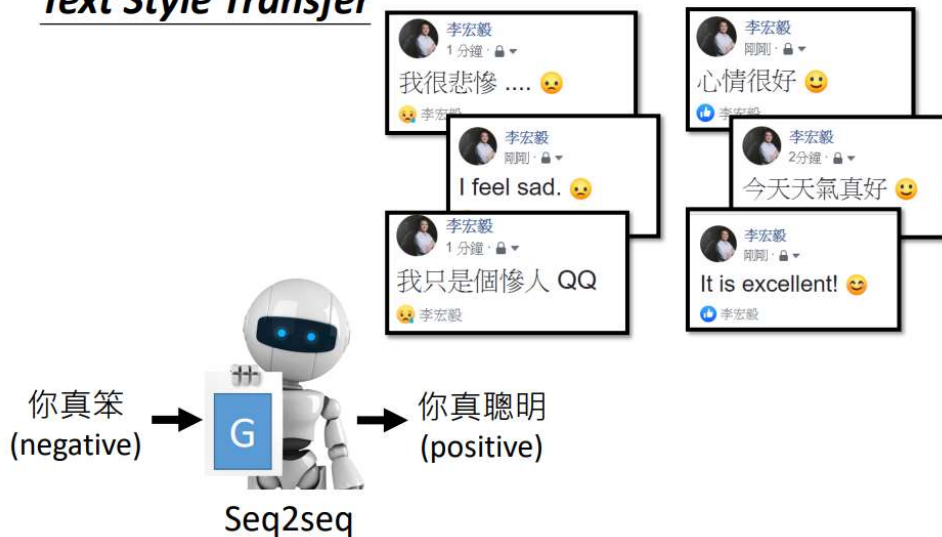 Text Style Transfer
李宏毅
1 分鐘 ·
我很悲慘 ....
李宏毅
李宏毅
剛剛 ·
I feel sad.
李宏毅
1 分鐘 ·
我只是個慘人 QQ
李宏毅
李宏毅
剛剛 ·
心情很好
李宏毅
李宏毅
2分鐘 ·
今天天氣真好
李宏毅
剛剛 ·
It is excellent!
李宏毅
你真笨
(negative)
G
你真聰明
(positive)
Seq2seq